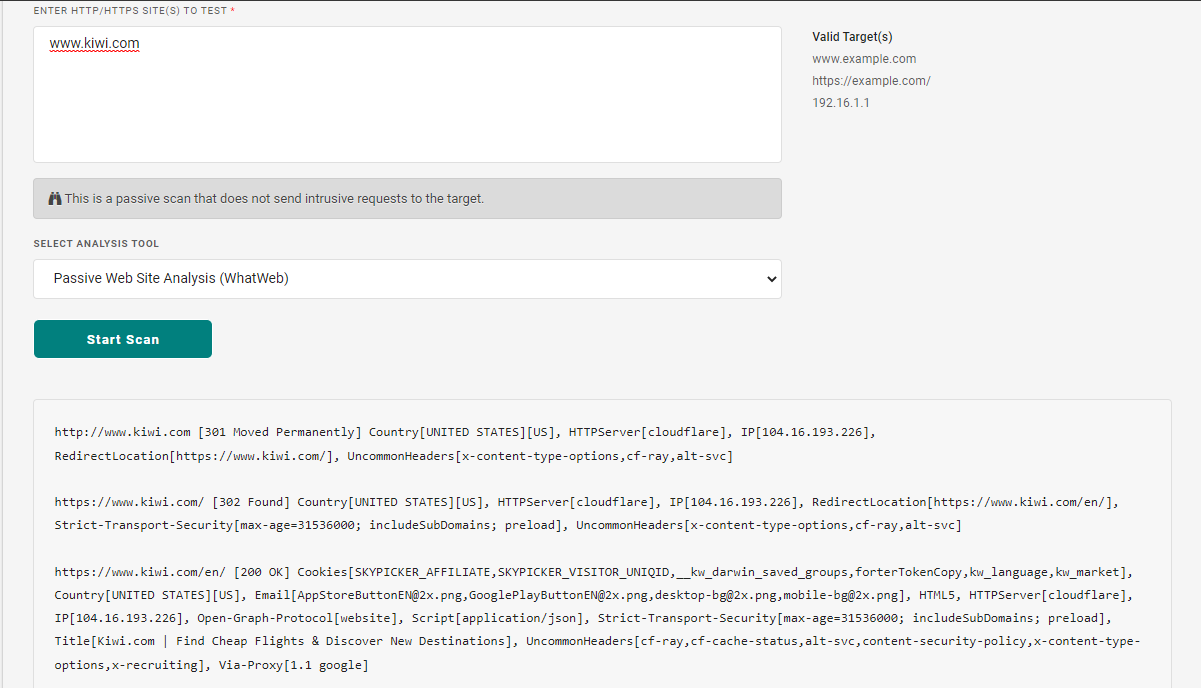 ENTER HTTP/HTTPS SITE(S) TO TEST *
www.kiwi.com
Valid Target(s)
www.example.com
https://example.com/
192.16.1.1
This is a passive scan that does not send intrusive requests to the target.
SELECT ANALYSIS TOOL
Passive Web Site Analysis (WhatWeb)
Start Scan
http://www.kiwi.com [301 Moved Permanently] Country[UNITED STATES][US], HTTPServer[cloudflare], IP[104.16.193.226],
RedirectLocation[https://www.kiwi.com/], UncommonHeaders[x-content-type-options,cf-ray,alt-svc]
https://www.kiwi.com/ [302 Found] Country[UNITED STATES][US], HTTPServer[cloudflare], IP[104.16.193.226], RedirectLocation[https://www.kiwi.com/en/],
Strict-Transport-Security[max-age=31536000; includeSubDomains; preload], UncommonHeaders[x-content-type-options,cf-ray,alt-svc]
https://www.kiwi.com/en/ [200 OK] Cookies[SKYPICKER_AFFILIATE,SKYPICKER_VISITOR_UNIQID,__kw_darwin_saved_groups,forterTokenCopy,kw_language,kw_market],
Country[UNITED STATES][US], Email[AppStoreButtonEN@2x.png,GooglePlayButtonEN@2x.png,desktop-bg@2x.png,mobile-bg@2x.png], HTML5, HTTPServer[cloudflare],
IP[104.16.193.226], Open-Graph-Protocol[website], Script[application/json], Strict-Transport-Security[max-age=31536000; includeSubDomains; preload],
Title[Kiwi.com | Find Cheap Flights & Discover New Destinations], UncommonHeaders[cf-ray,cf-cache-status,alt-svc,content-security-policy,x-content-type-
options,x-recruiting], Via-Proxy[1.1 google]